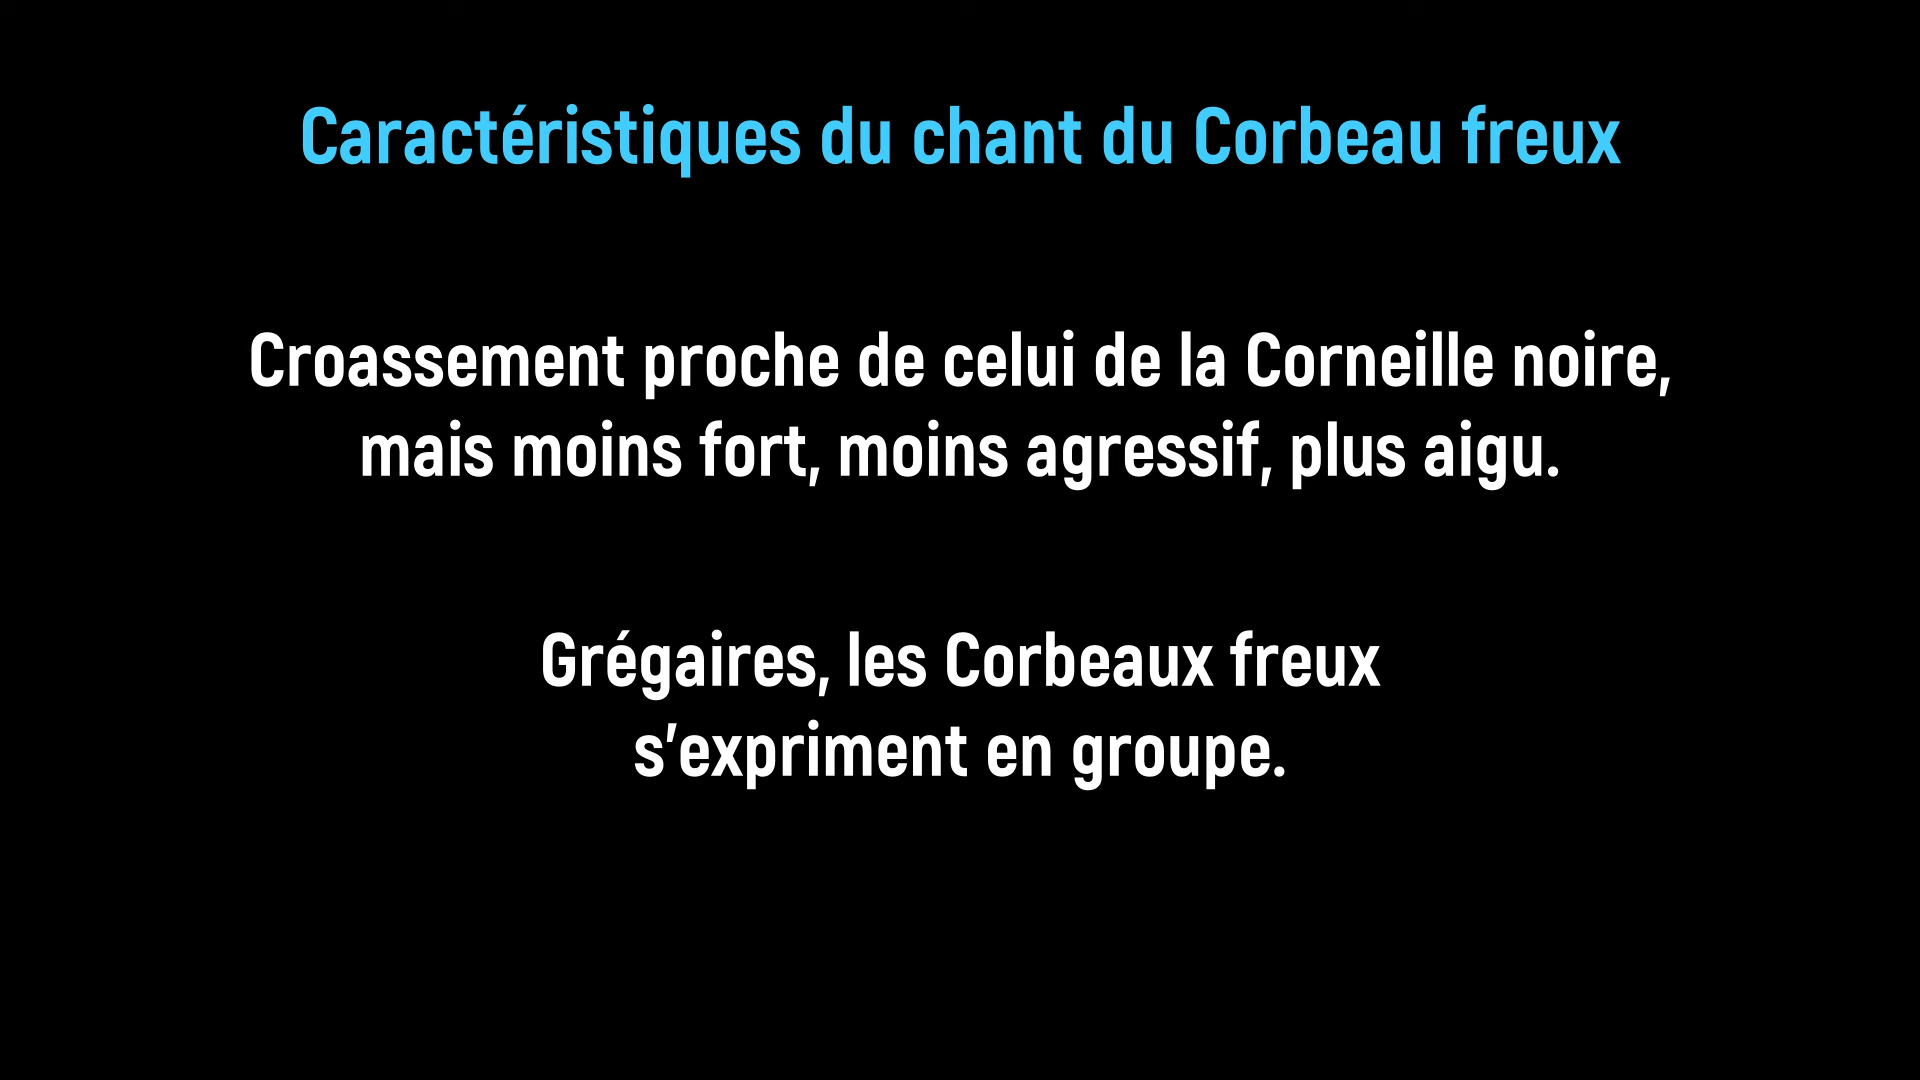 Caractéristiques du chant du Corbeau freux
Croassement proche de celui de la Corneille noire,
mais moins fort, moins agressif, plus aigu.
Grégaires, les Corbeaux freux
s'expriment en groupe.